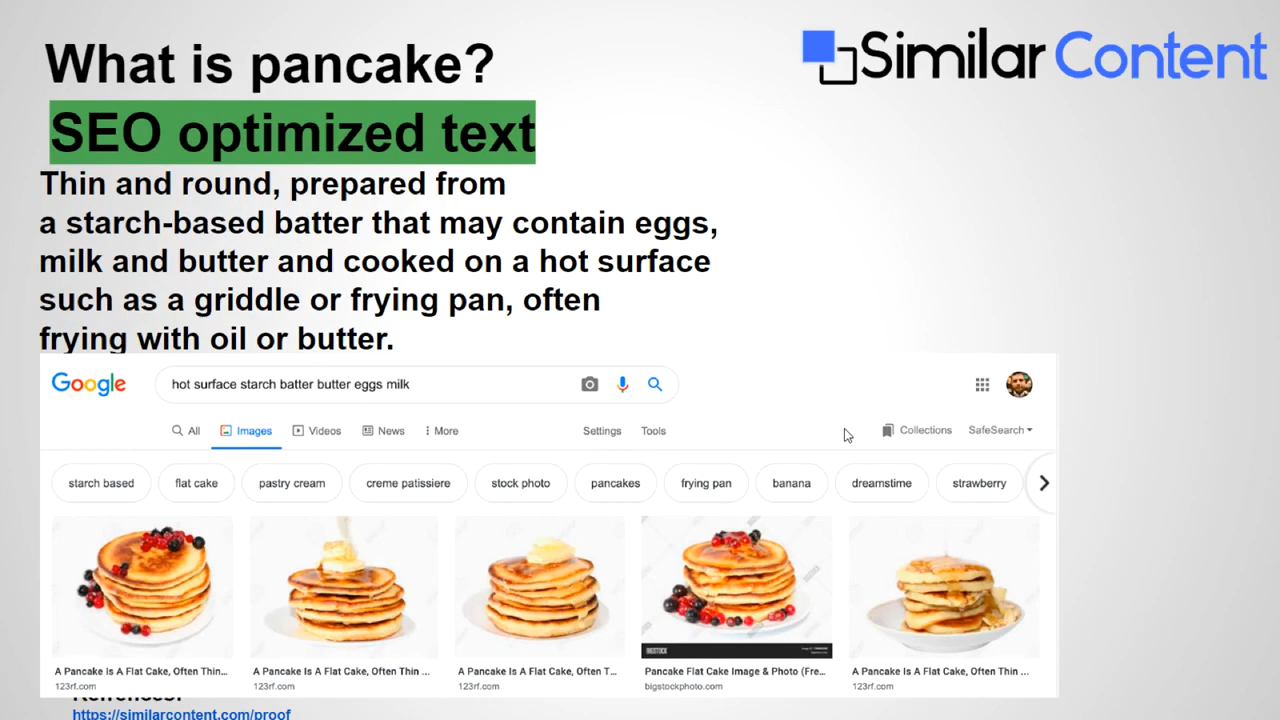 What is pancake?
Similar Content
SEO optimized text
Thin and round, prepared from
a starch-based batter that may contain eggs,
milk and butter and cooked on a hot surface
such as a griddle or frying pan, often
frying with oil or butter.
Google
hot surface starch batter butter eggs milk
All Images Videos News More Settings Tools Collections SafeSearch
starch based flat cake pastry cream creme patissiere stock photo pancakes frying pan banana dreamstime strawberry
BIGSTOCK
A Pancake Is A Flat Cake, Often Thin... A Pancake Is A Flat Cake, Often Thin ... A Pancake Is A Flat Cake, Often T... Pancake Flat Cake Image & Photo (Fre... A Pancake Is A Flat Cake, Often Thin ...
123rf.com 123rf.com 123rf.com bigstockphoto.com 123rf.com
https://similarcontent.com/proof